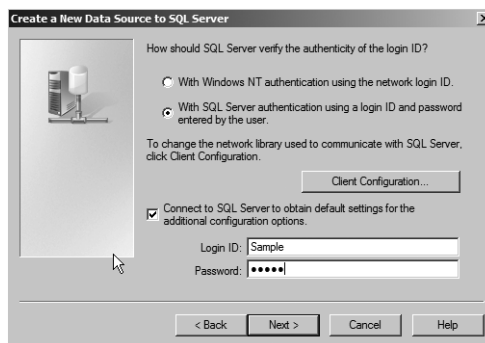 Create a New Data Source to SQL Server
How should SQL Server verify the authenticity of the login ID?
With Windows NT authentication using the network login ID.
With SQL Server authentication using a login ID and password
entered by the user.
To change the network library used to communicate with SQL Server,
click Client Configuration.
Client Configuration...
Connect to SQL Server to obtain default settings for the
additional configuration options.
Login ID: Sample
Password: •••••
< Back Next > Cancel Help